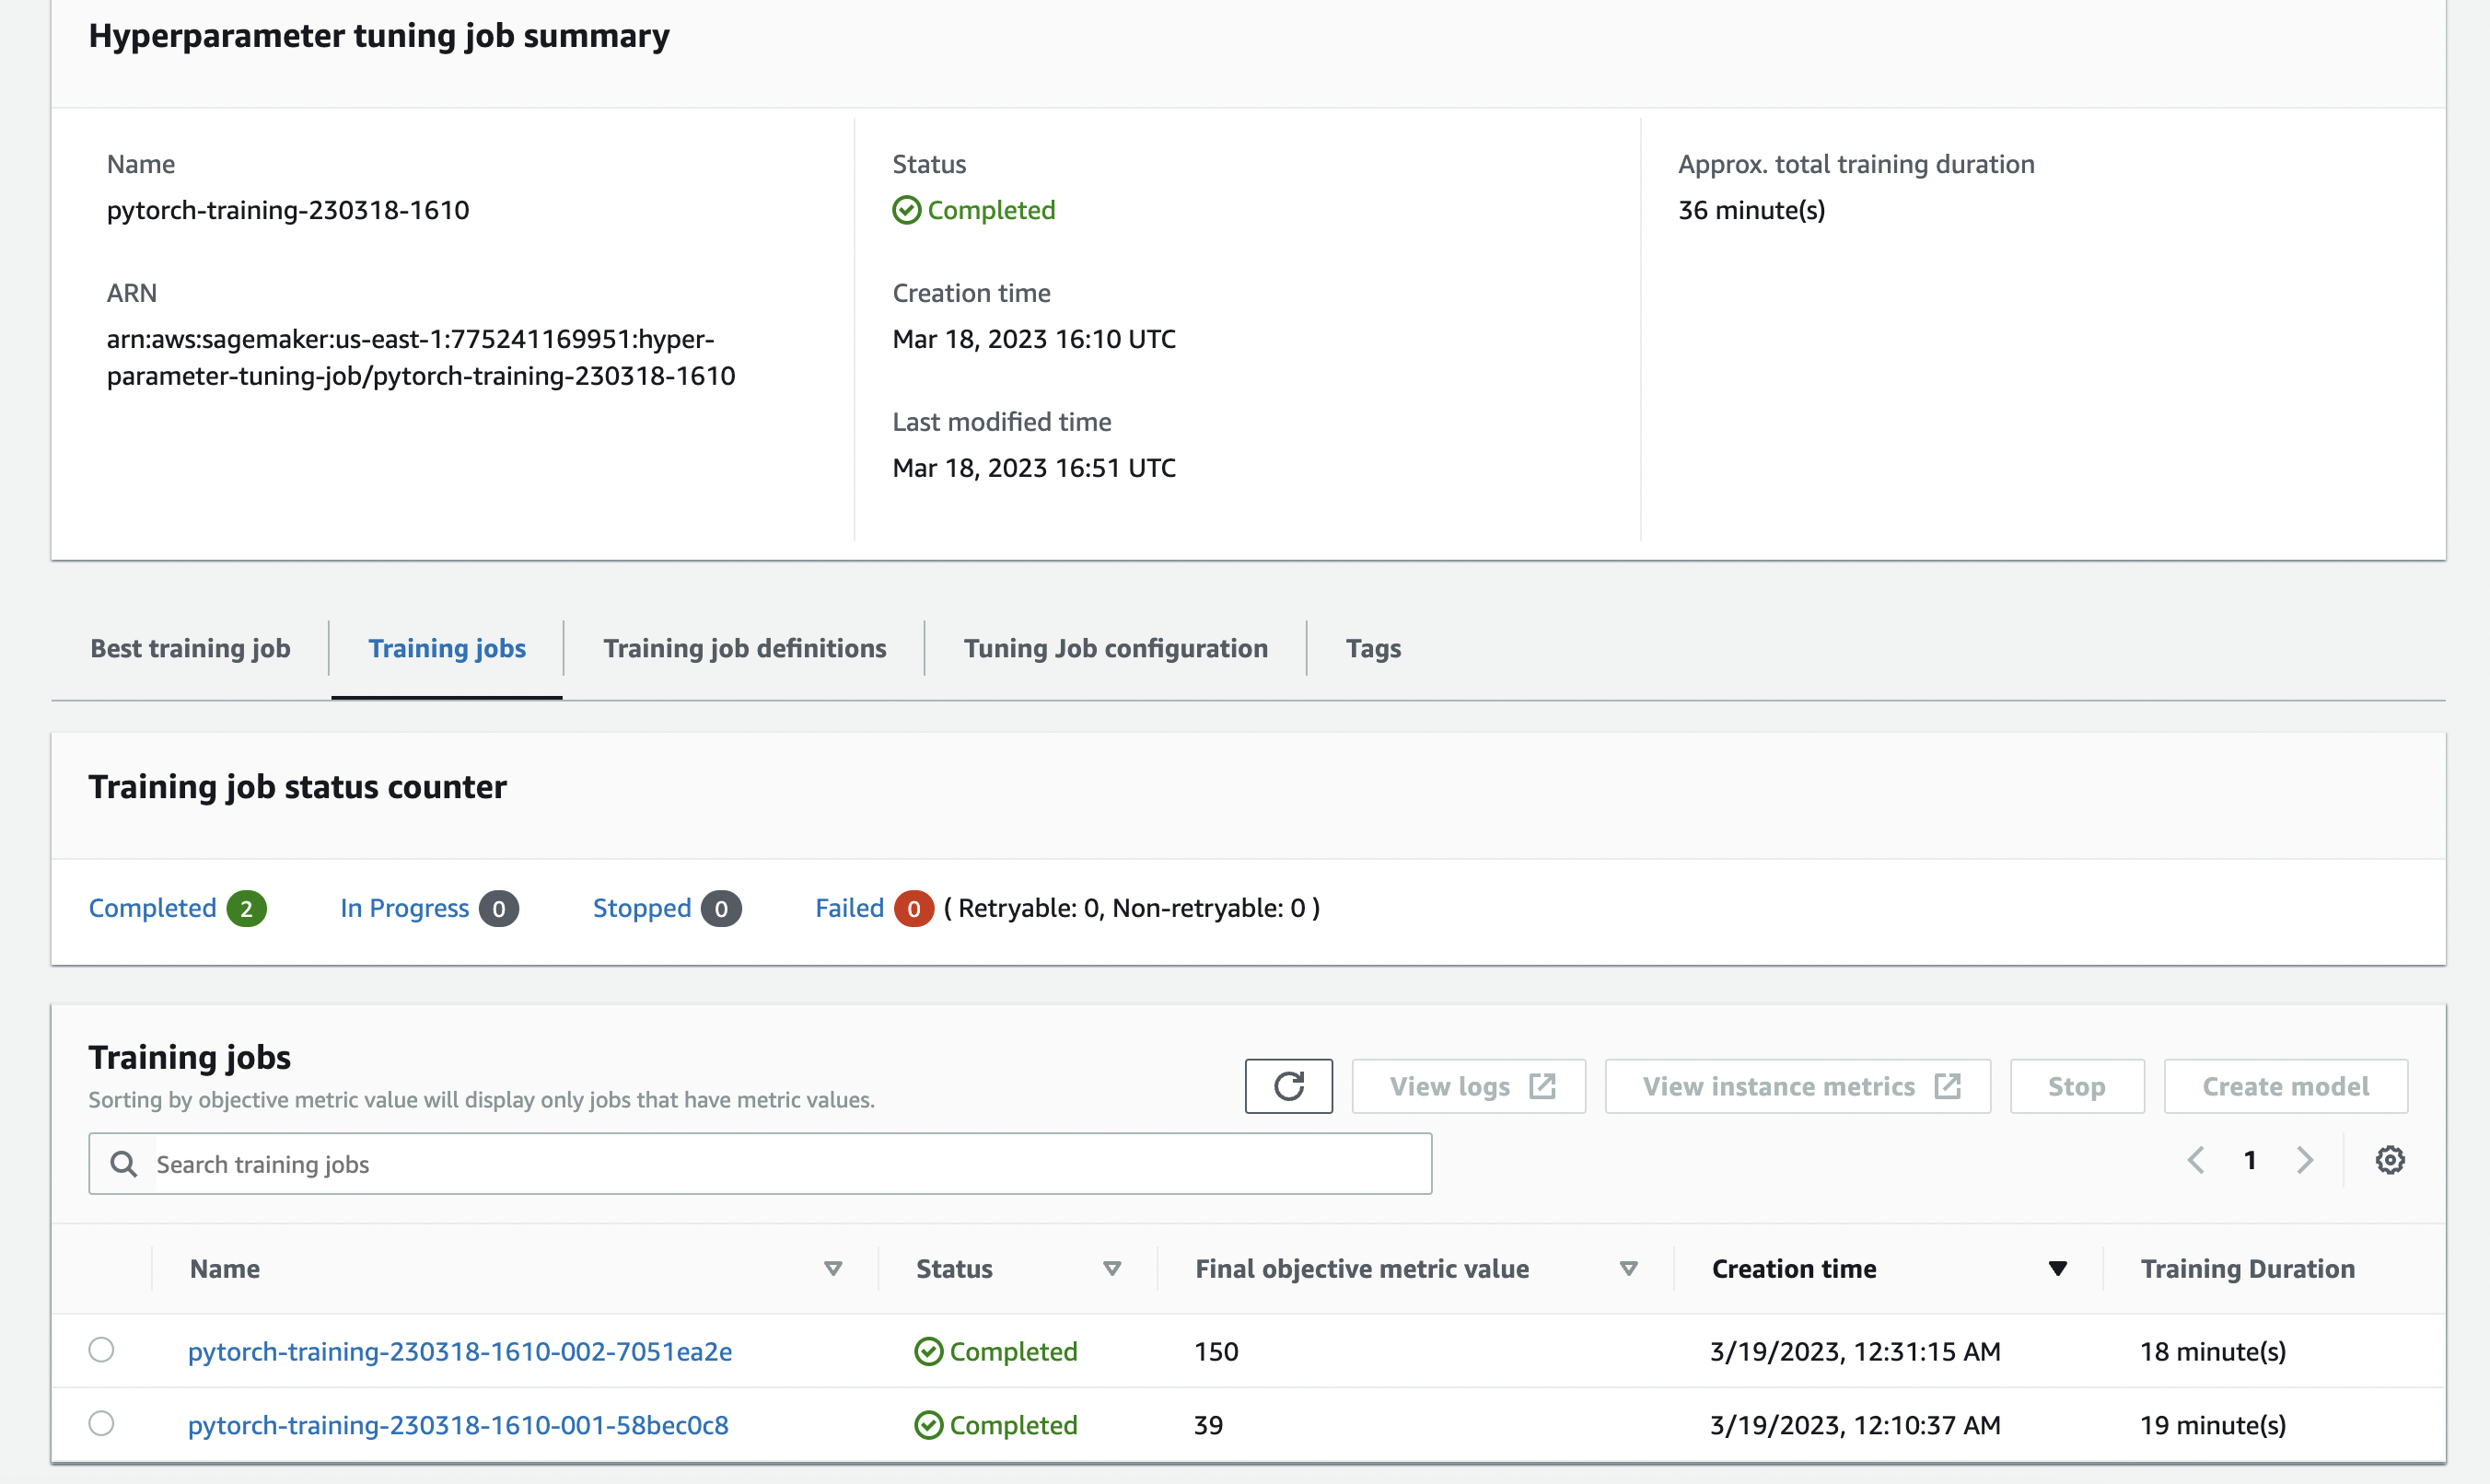 Hyperparameter tuning job summary
Name
pytorch-training-230318-1610
ARN
arn:aws:sagemaker:us-east-1:775241169951:hyper-
parameter-tuning-job/pytorch-training-230318-1610
Status
Completed
Creation time
Mar 18, 2023 16:10 UTC
Last modified time
Mar 18, 2023 16:51 UTC
Approx. total training duration
36 minute(s)
Best training job Training jobs Training job definitions Tuning Job configuration Tags
Training job status counter
Completed 2 In Progress 0 Stopped 0 Failed 0 ( Retryable: 0, Non-retryable: 0 )
Training jobs
Sorting by objective metric value will display only jobs that have metric values.
View logs View instance metrics Stop Create model
Search training jobs
1
Name Status Final objective metric value Creation time Training Duration
pytorch-training-230318-1610-002-7051ea2e Completed 150 3/19/2023, 12:31:15 AM 18 minute(s)
pytorch-training-230318-1610-001-58bec0c8 Completed 39 3/19/2023, 12:10:37 AM 19 minute(s)